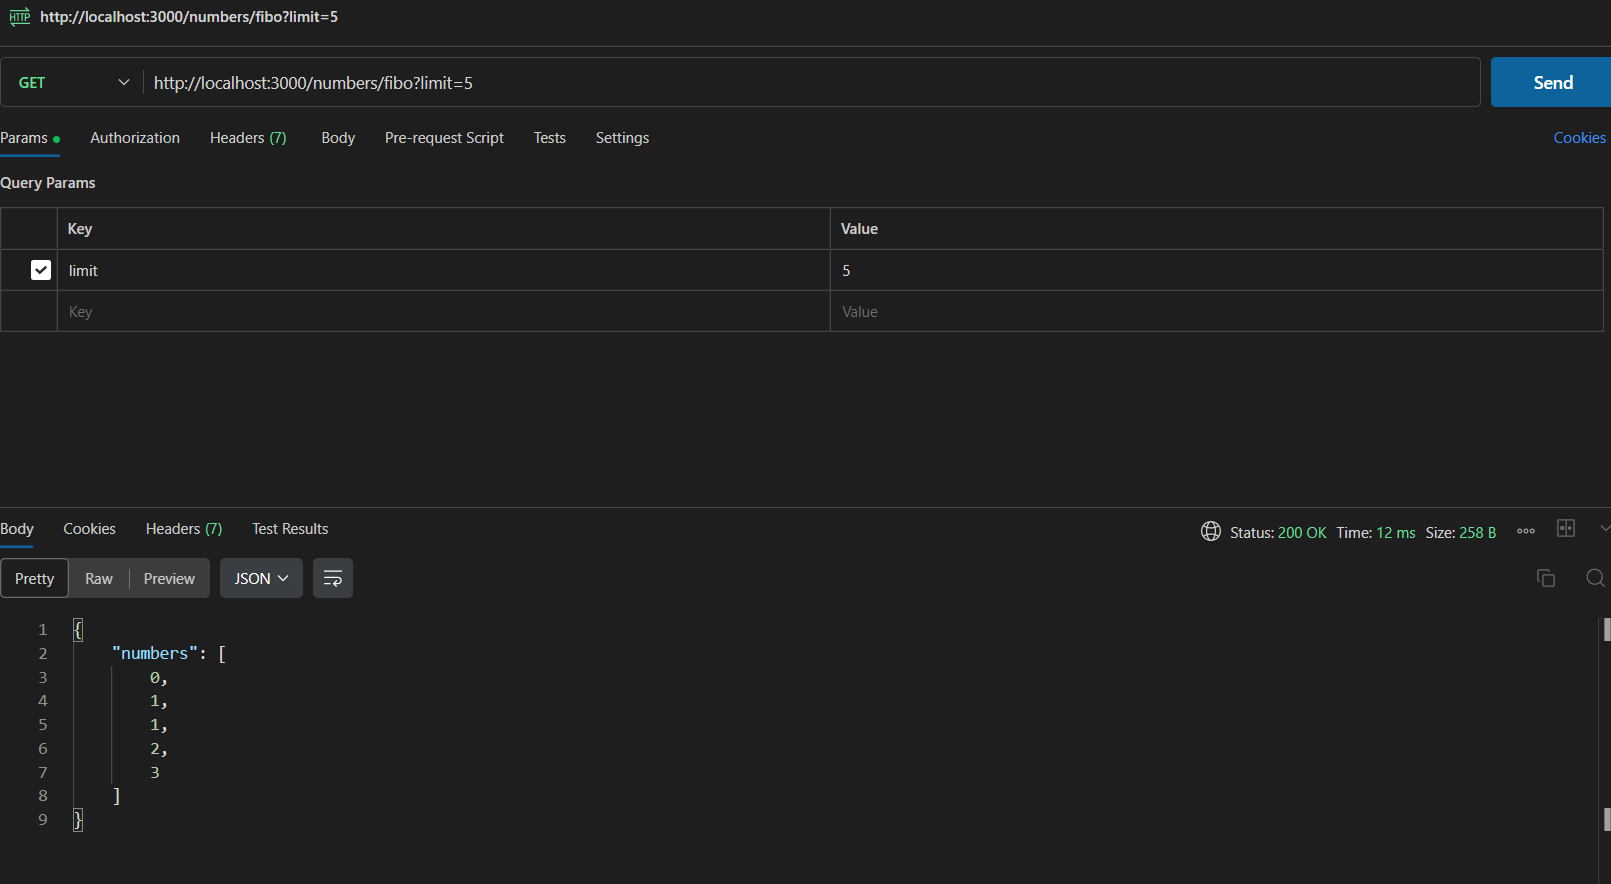 HTTP http://localhost:3000/numbers/fibo?limit=5
GET http://localhost:3000/numbers/fibo?limit=5 Send
Params Authorization Headers (7) Body Pre-request Script Tests Settings Cookies
Query Params
Key Value
limit 5
Key Value
Body Cookies Headers (7) Test Results Status: 200 OK Time: 12 ms Size: 258 B
Pretty Raw Preview JSON
1 {
2 "numbers": [
3 0,
4 1,
5 1,
6 2,
7 3
8 ]
9 }